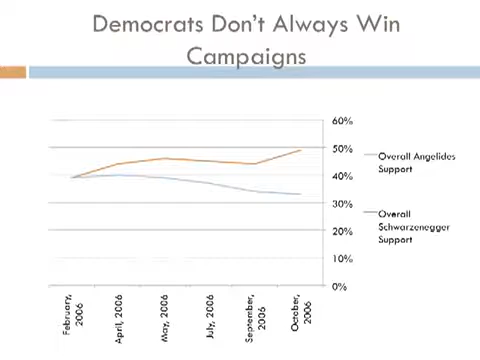 Democrats Don’t Always Win
Campaigns
60%
50%
40%
30%
20%
10%
0%
Overall Angelides
Support
Overall
Schwarzenegger
Support
February,
2006
April, 2006
May, 2006
July, 2006
September,
2006
October,
2006